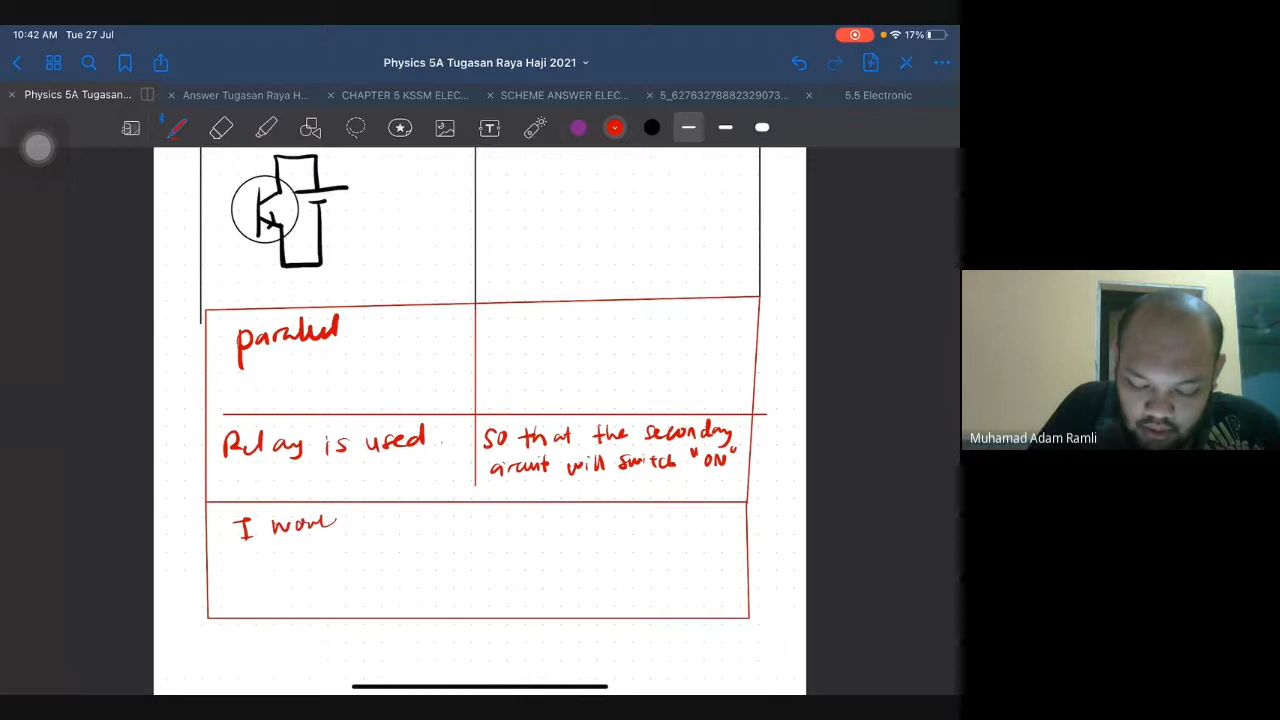 10:42 AM Tue 27 Jul
17%
Physics 5A Tugasan Raya Haji 2021
Physics 5A Tugasan...
Answer Tugasan Raya H...
CHAPTER 5 KSSM ELEC...
SCHEME ANSWER ELEC...
5_62763278882329073...
5.5 Electronic
parallel
Relay is used.
so that the secondary
circuit will switch "ON"
I
Muhamad Adam Ramli